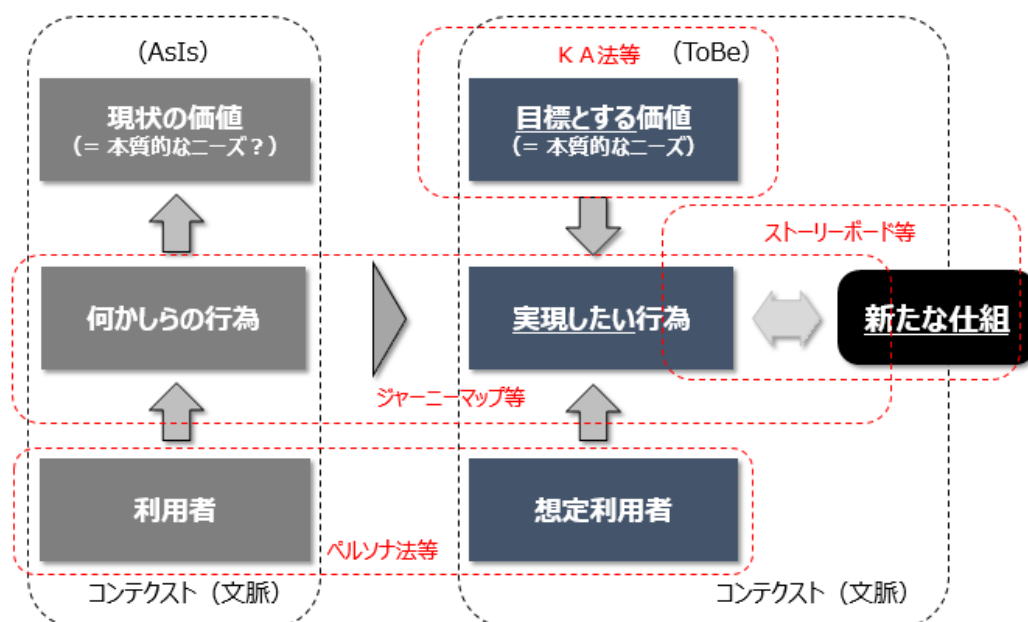 （AsIs）
ＫＡ法等
（ToBe）
現状の価値
（= 本質的なニーズ？）
目標とする価値
（= 本質的なニーズ）
ストーリーボード等
何かしらの行為
実現したい行為
新たな仕組
ジャーニーマップ等
利用者
想定利用者
ペルソナ法等
コンテクスト（文脈）
コンテクスト（文脈）